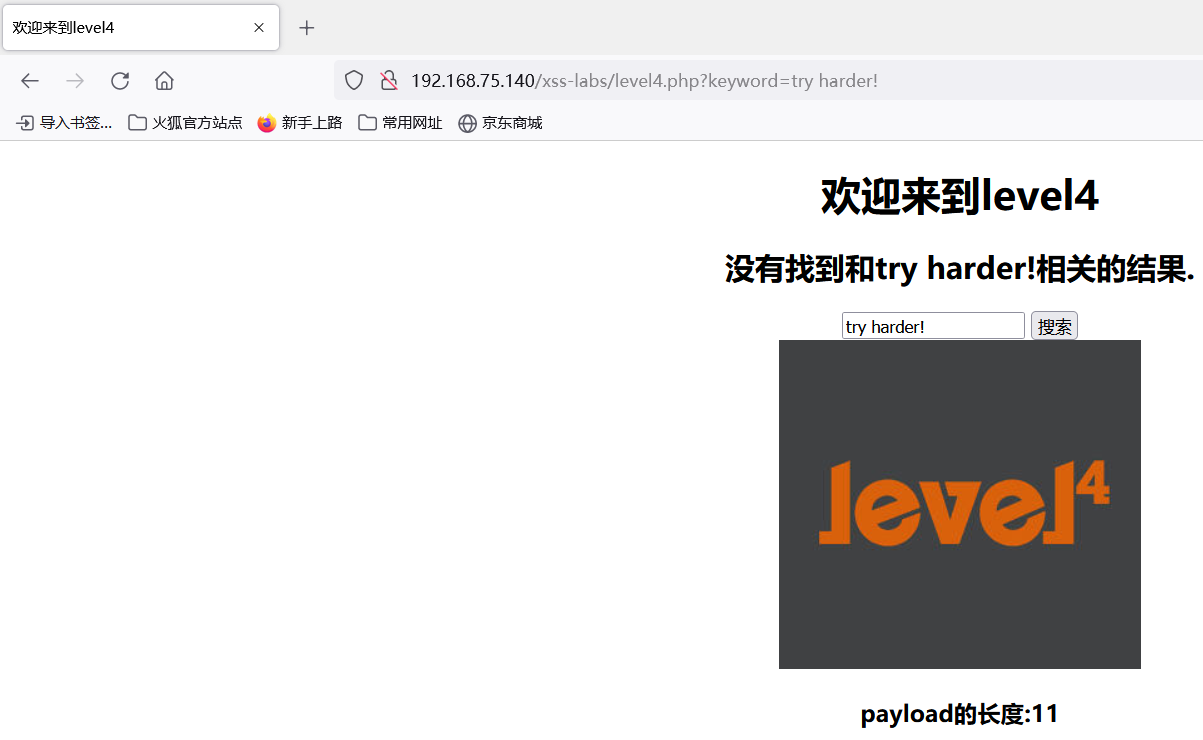 欢迎来到level4
192.168.75.140/xss-labs/level4.php?keyword=try harder!
导入书签... 火狐官方站点 新手上路 常用网址 京东商城
欢迎来到level4
没有找到和try harder!相关的结果.
try harder! 搜索
level4
payload的长度:11